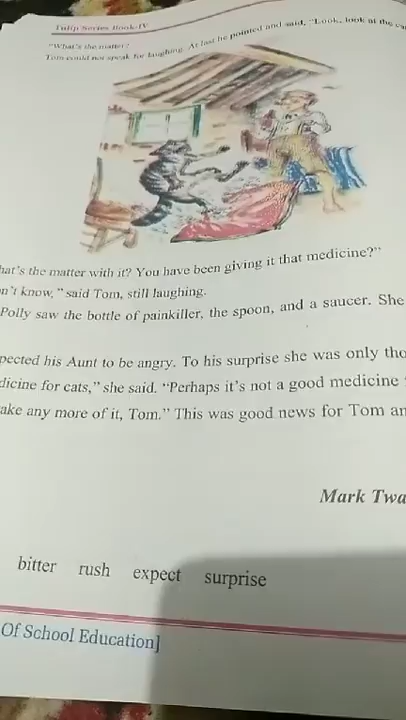 Tulip Series Book-IV
"What's the matter?
Tom could not speak for laughing. At last he pointed and said, "Look, look at the
hat's the matter with it? You have been giving it that medicine?"
n't know," said Tom, still laughing.
Polly saw the bottle of painkiller, the spoon, and a saucer. She
pected his Aunt to be angry. To his surprise she was only tho
dicine for cats," she said. "Perhaps it's not a good medicine
ake any more of it, Tom." This was good news for Tom an
Mark Twa
bitter rush expect surprise
Of School Education]